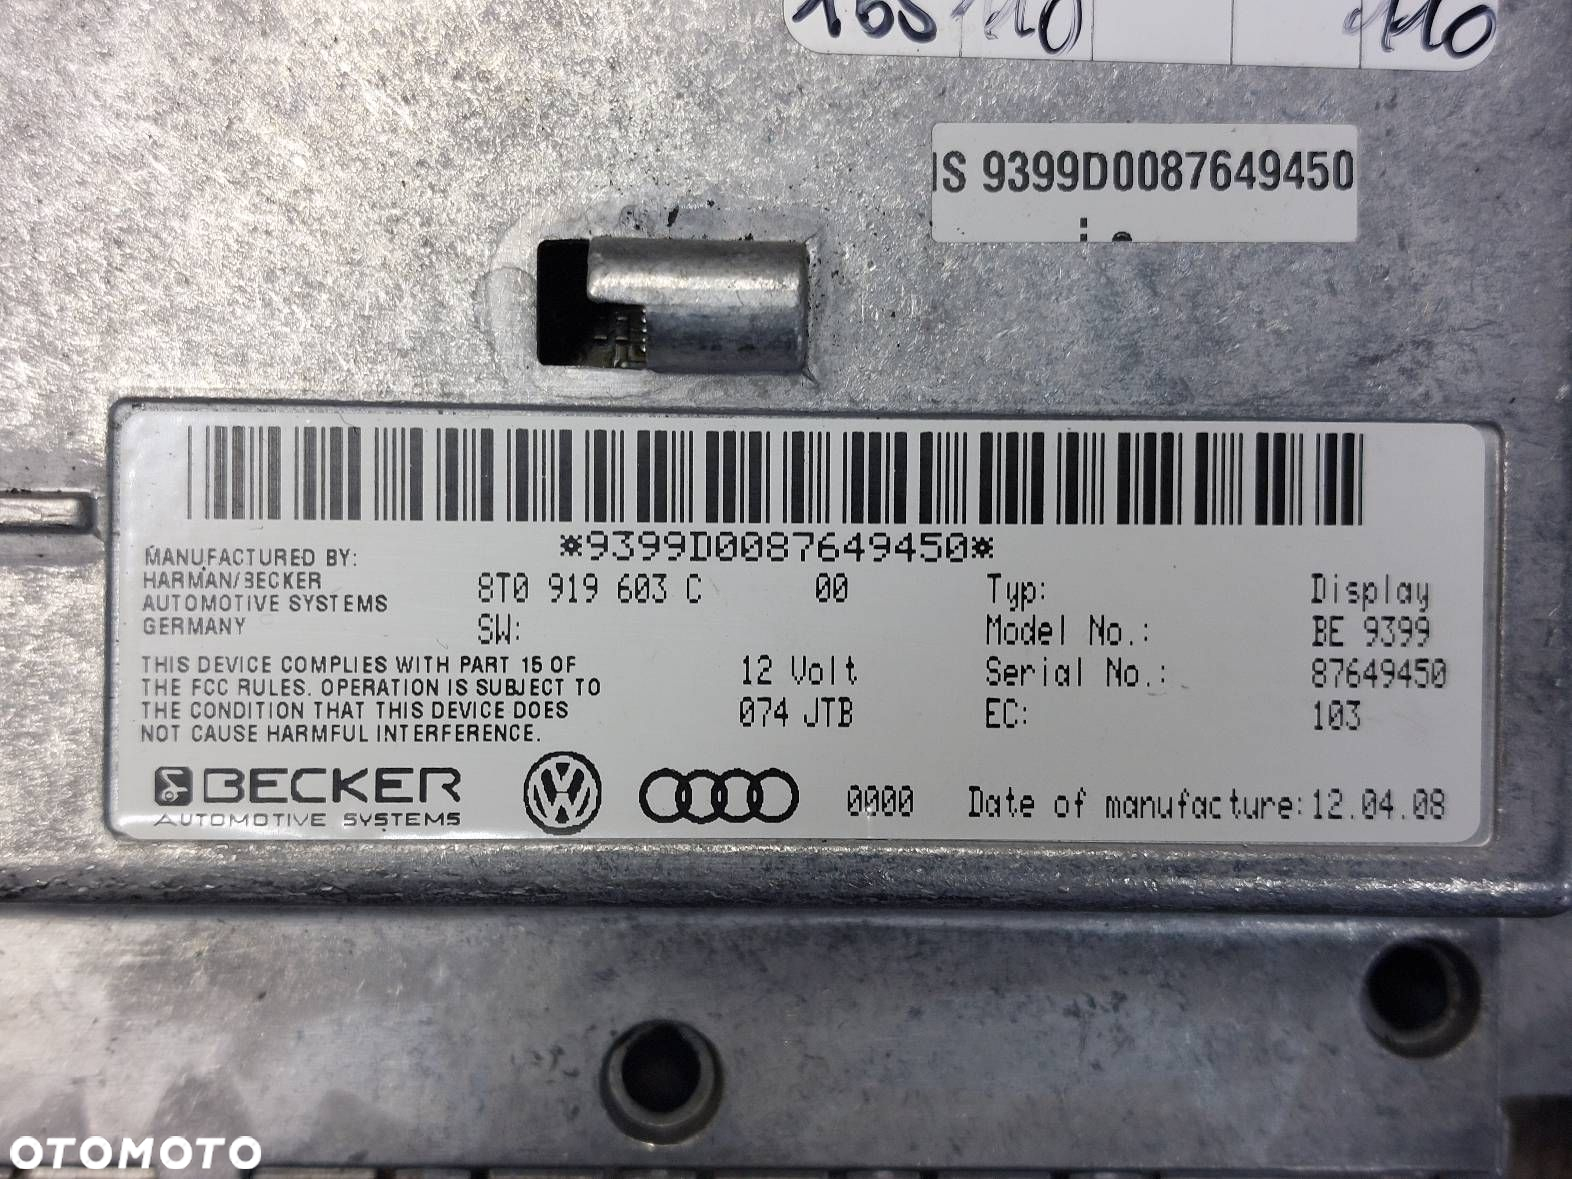 110
110
IS 9399D0087649450
*9399D0087649450*
MANUFACTURED BY:
HARMAN/BECKER
AUTOMOTIVE SYSTEMS
GERMANY
8T0 919 603 C 00
SW:
Typ: Display
Model No.: BE 9399
Serial No.: 87649450
EC: 103
12 Volt
074 JTB
THIS DEVICE COMPLIES WITH PART 15 OF
THE FCC RULES. OPERATION IS SUBJECT TO
THE CONDITION THAT THIS DEVICE DOES
NOT CAUSE HARMFUL INTERFERENCE.
BECKER
AUTOMOTIVE SYSTEMS
0000
Date of manufacture: 12.04.08
OTOMOTO